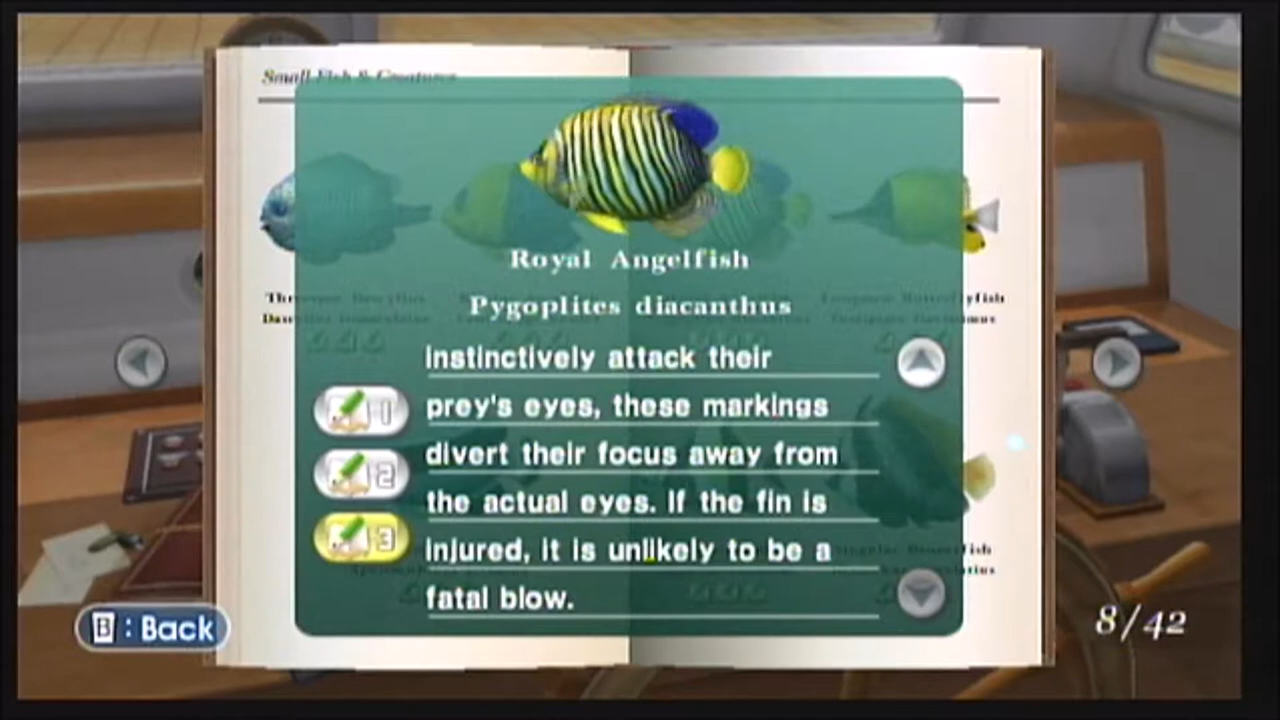 Small Fish & Creatures
Royal Angelfish
Pygoplites diacanthus
instinctively attack their
prey's eyes, these markings
divert their focus away from
the actual eyes. If the fin is
injured, it is unlikely to be a
fatal blow.
1
2
3
B : Back
8/42